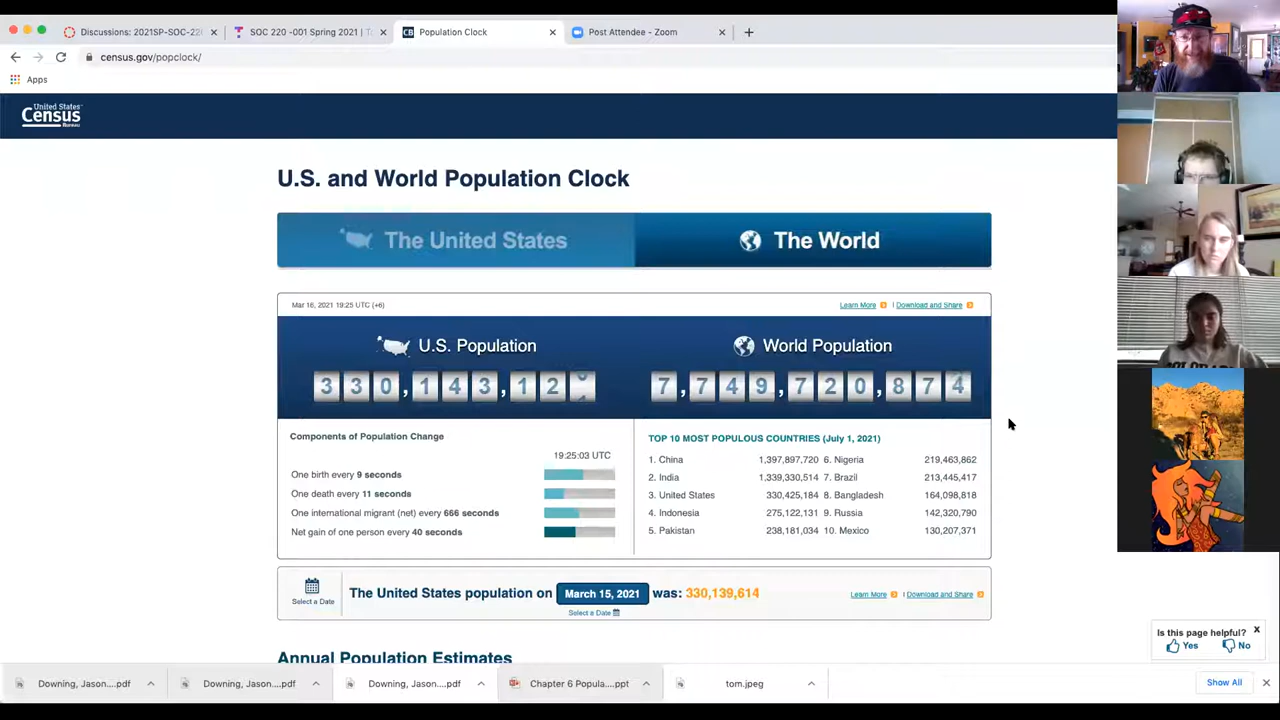 Discussions: 2021SP-SOC-22
SOC 220 -001 Spring 2021 | T
CB Population Clock
Post Attendee - Zoom
census.gov/popclock/
Apps
United States
Census
Bureau
U.S. and World Population Clock
The United States
The World
Mar 16, 2021 19:25 UTC (+6)
Learn More | Download and Share
U.S. Population
World Population
330,143,12
7,749,720,874
Components of Population Change
19:25:03 UTC
One birth every 9 seconds
One death every 11 seconds
One international migrant (net) every 666 seconds
Net gain of one person every 40 seconds
TOP 10 MOST POPULOUS COUNTRIES (July 1, 2021)
1. China 1,397,897,720 6. Nigeria 219,463,862
2. India 1,339,330,514 7. Brazil 213,445,417
3. United States 330,425,184 8. Bangladesh 164,098,818
4. Indonesia 275,122,131 9. Russia 142,320,790
5. Pakistan 238,181,034 10. Mexico 130,207,371
Select a Date
The United States population on March 15, 2021 was: 330,139,614
Select a Date
Learn More | Download and Share
Annual Population Estimates
Is this page helpful? X
Yes No
Downing, Jason....pdf
Downing, Jason....pdf
Downing, Jason....pdf
Chapter 6 Popula....ppt
tom.jpeg
Show All